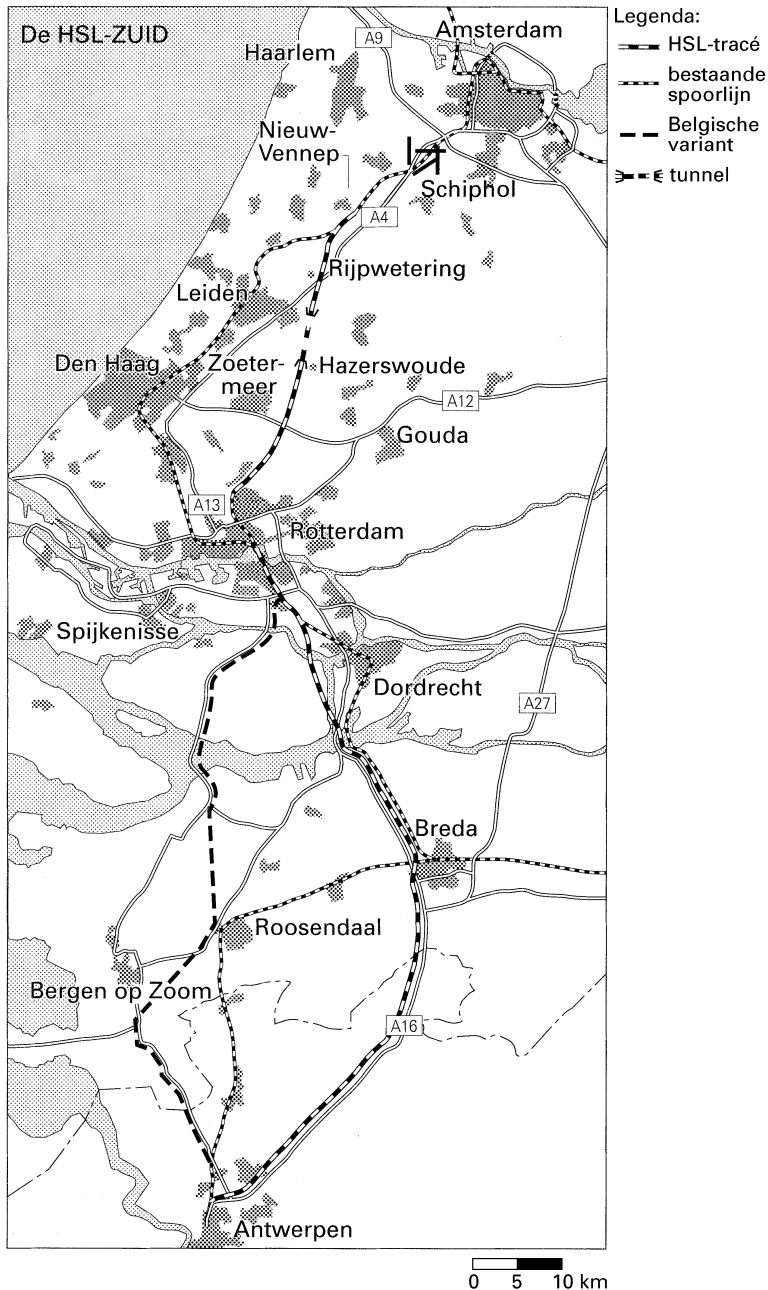 De HSL-ZUID
Legenda:
HSL-tracé
bestaande
spoorlijn
Belgische
variant
tunnel
Amsterdam
A9
Haarlem
Nieuw-
Vennep
Schiphol
A4
Rijpwetering
Leiden
Den Haag
Zoeter-
meer
Hazerswoude
A12
Gouda
A13
Rotterdam
Spijkenisse
Dordrecht
A27
Breda
Roosendaal
Bergen op Zoom
A16
Antwerpen
0 5 10 km